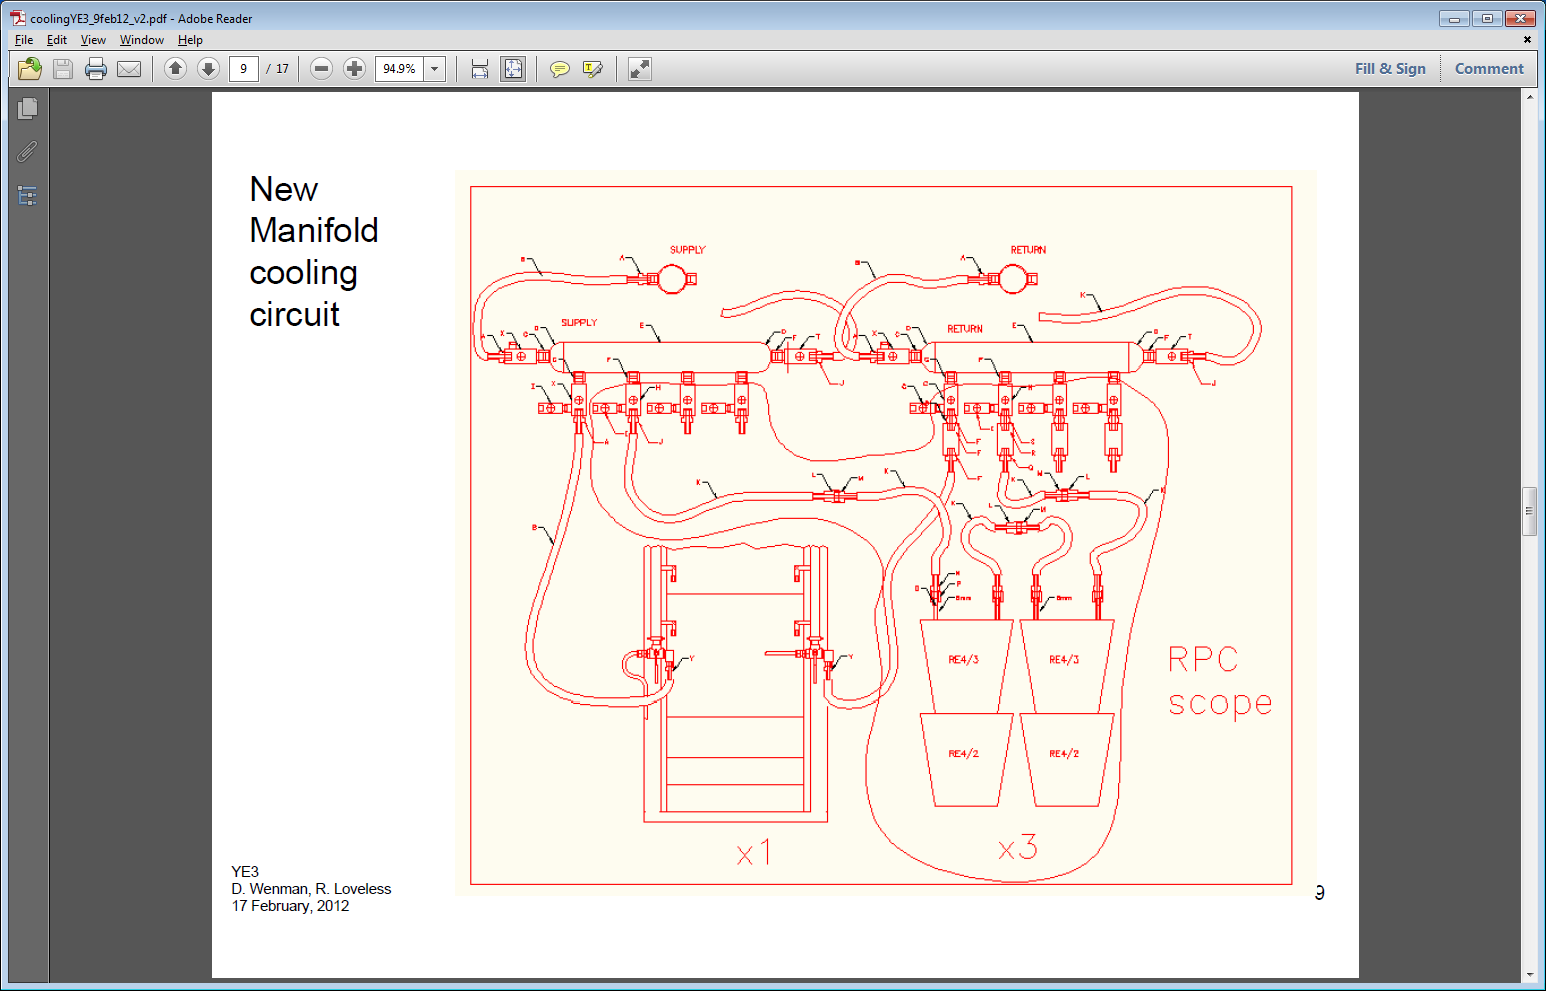 coolingYE3_9feb12_v2.pdf - Adobe Reader
File Edit View Window Help
9 / 17 94.9% Fill & Sign Comment
New
Manifold
cooling
circuit
SUPPLY RETURN
B A B A K
SUPPLY E RETURN E
A X C D D F T A X C D D F T
G F J G F J
I X H
A J
K L M K
B
N
P
6mm 6mm
Y Y
RE4/3 RE4/3
RPC
scope
RE4/2 RE4/2
x1 x3
YE3
D. Wenman, R. Loveless
17 February, 2012
9